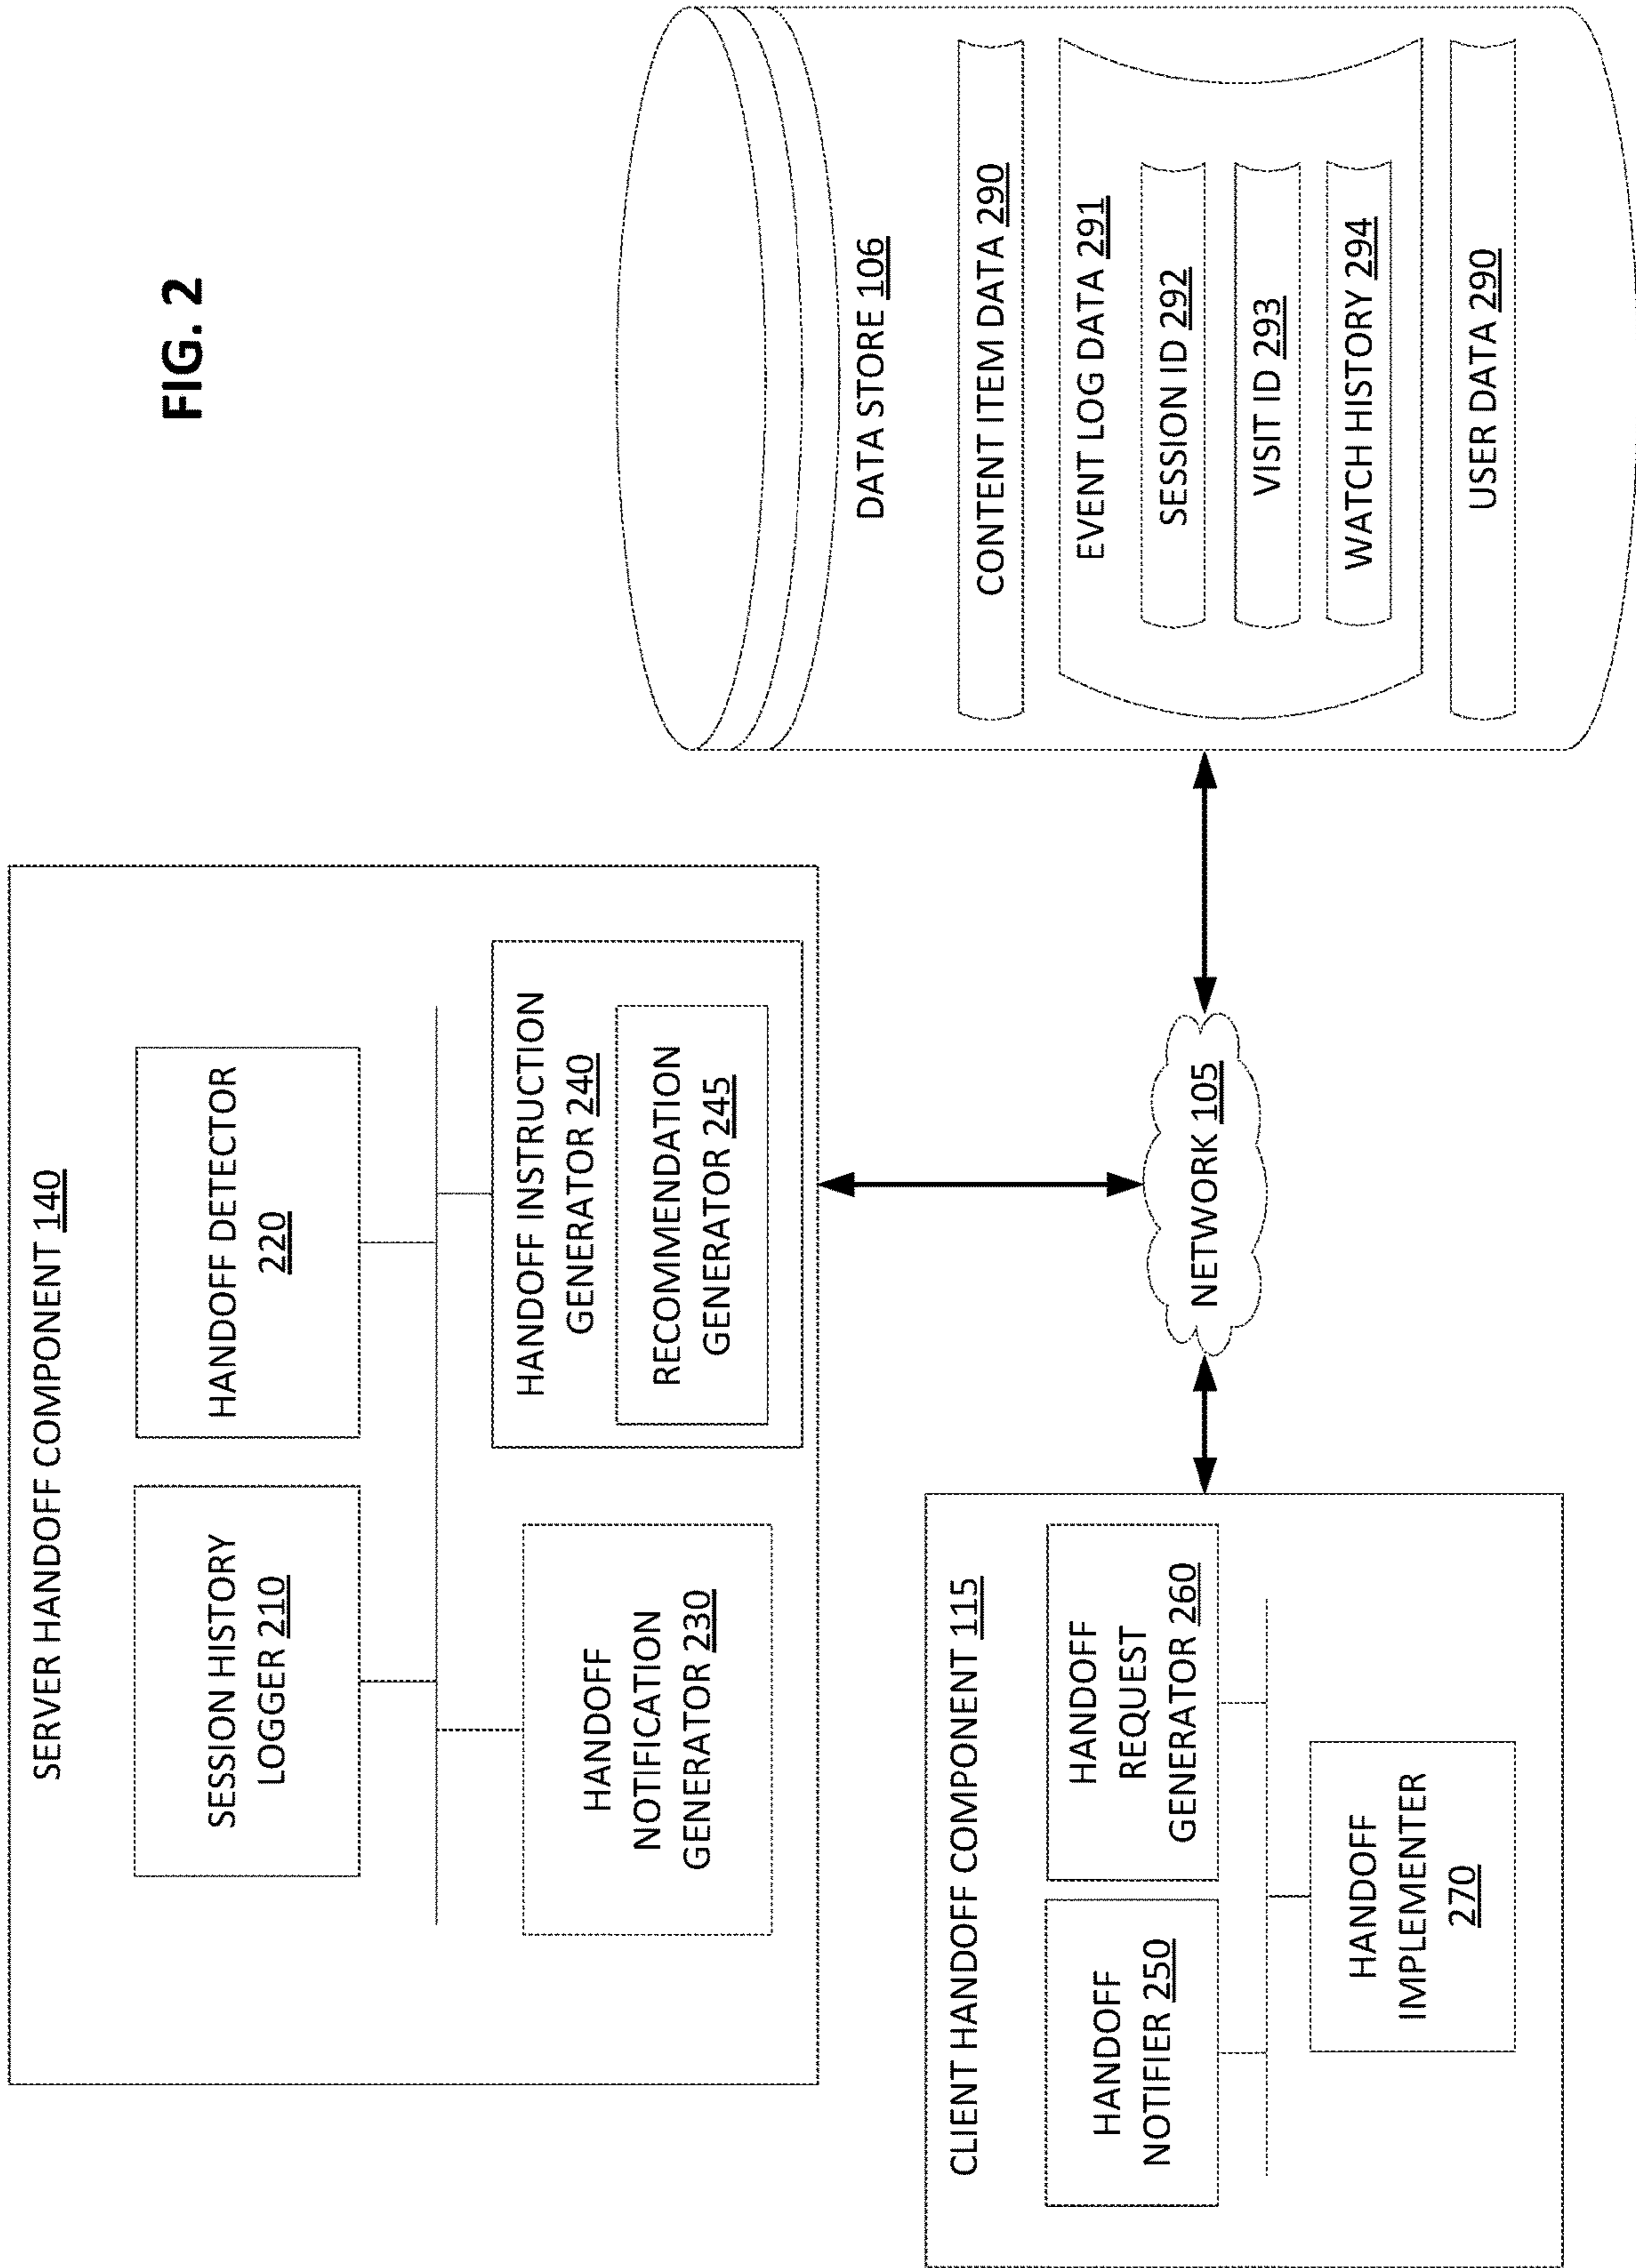 FIG. 2
SERVER HANDOFF COMPONENT 140
SESSION HISTORY
LOGGER 210
HANDOFF DETECTOR
220
HANDOFF
NOTIFICATION
GENERATOR 230
HANDOFF INSTRUCTION
GENERATOR 240
RECOMMENDATION
GENERATOR 245
CLIENT HANDOFF COMPONENT 115
HANDOFF
NOTIFIER 250
HANDOFF
REQUEST
GENERATOR 260
HANDOFF
IMPLEMENTER
270
NETWORK 105
DATA STORE 106
CONTENT ITEM DATA 290
EVENT LOG DATA 291
SESSION ID 292
VISIT ID 293
WATCH HISTORY 294
USER DATA 290